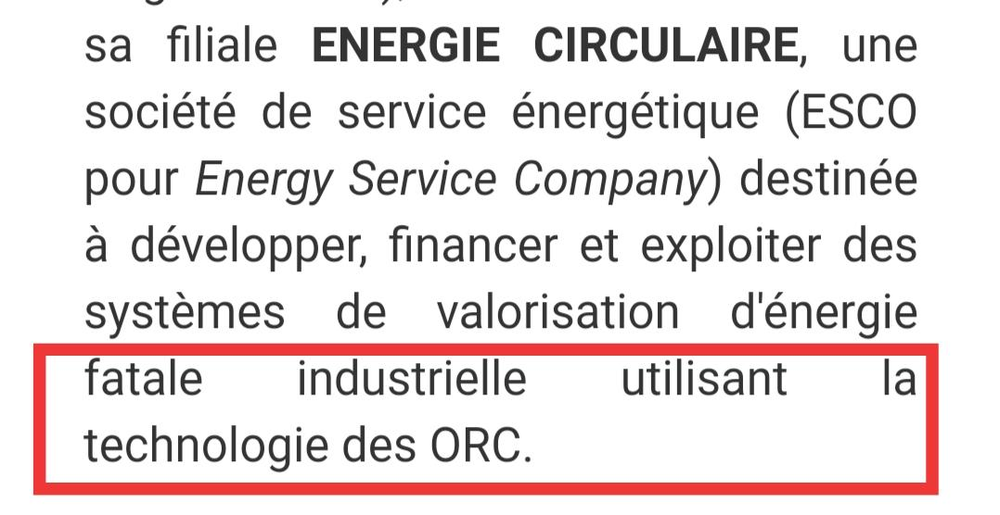 sa filiale ENERGIE CIRCULAIRE, une
société de service énergétique (ESCO
pour Energy Service Company) destinée
à développer, financer et exploiter des
systèmes de valorisation d'énergie
fatale industrielle utilisant la
technologie des ORC.